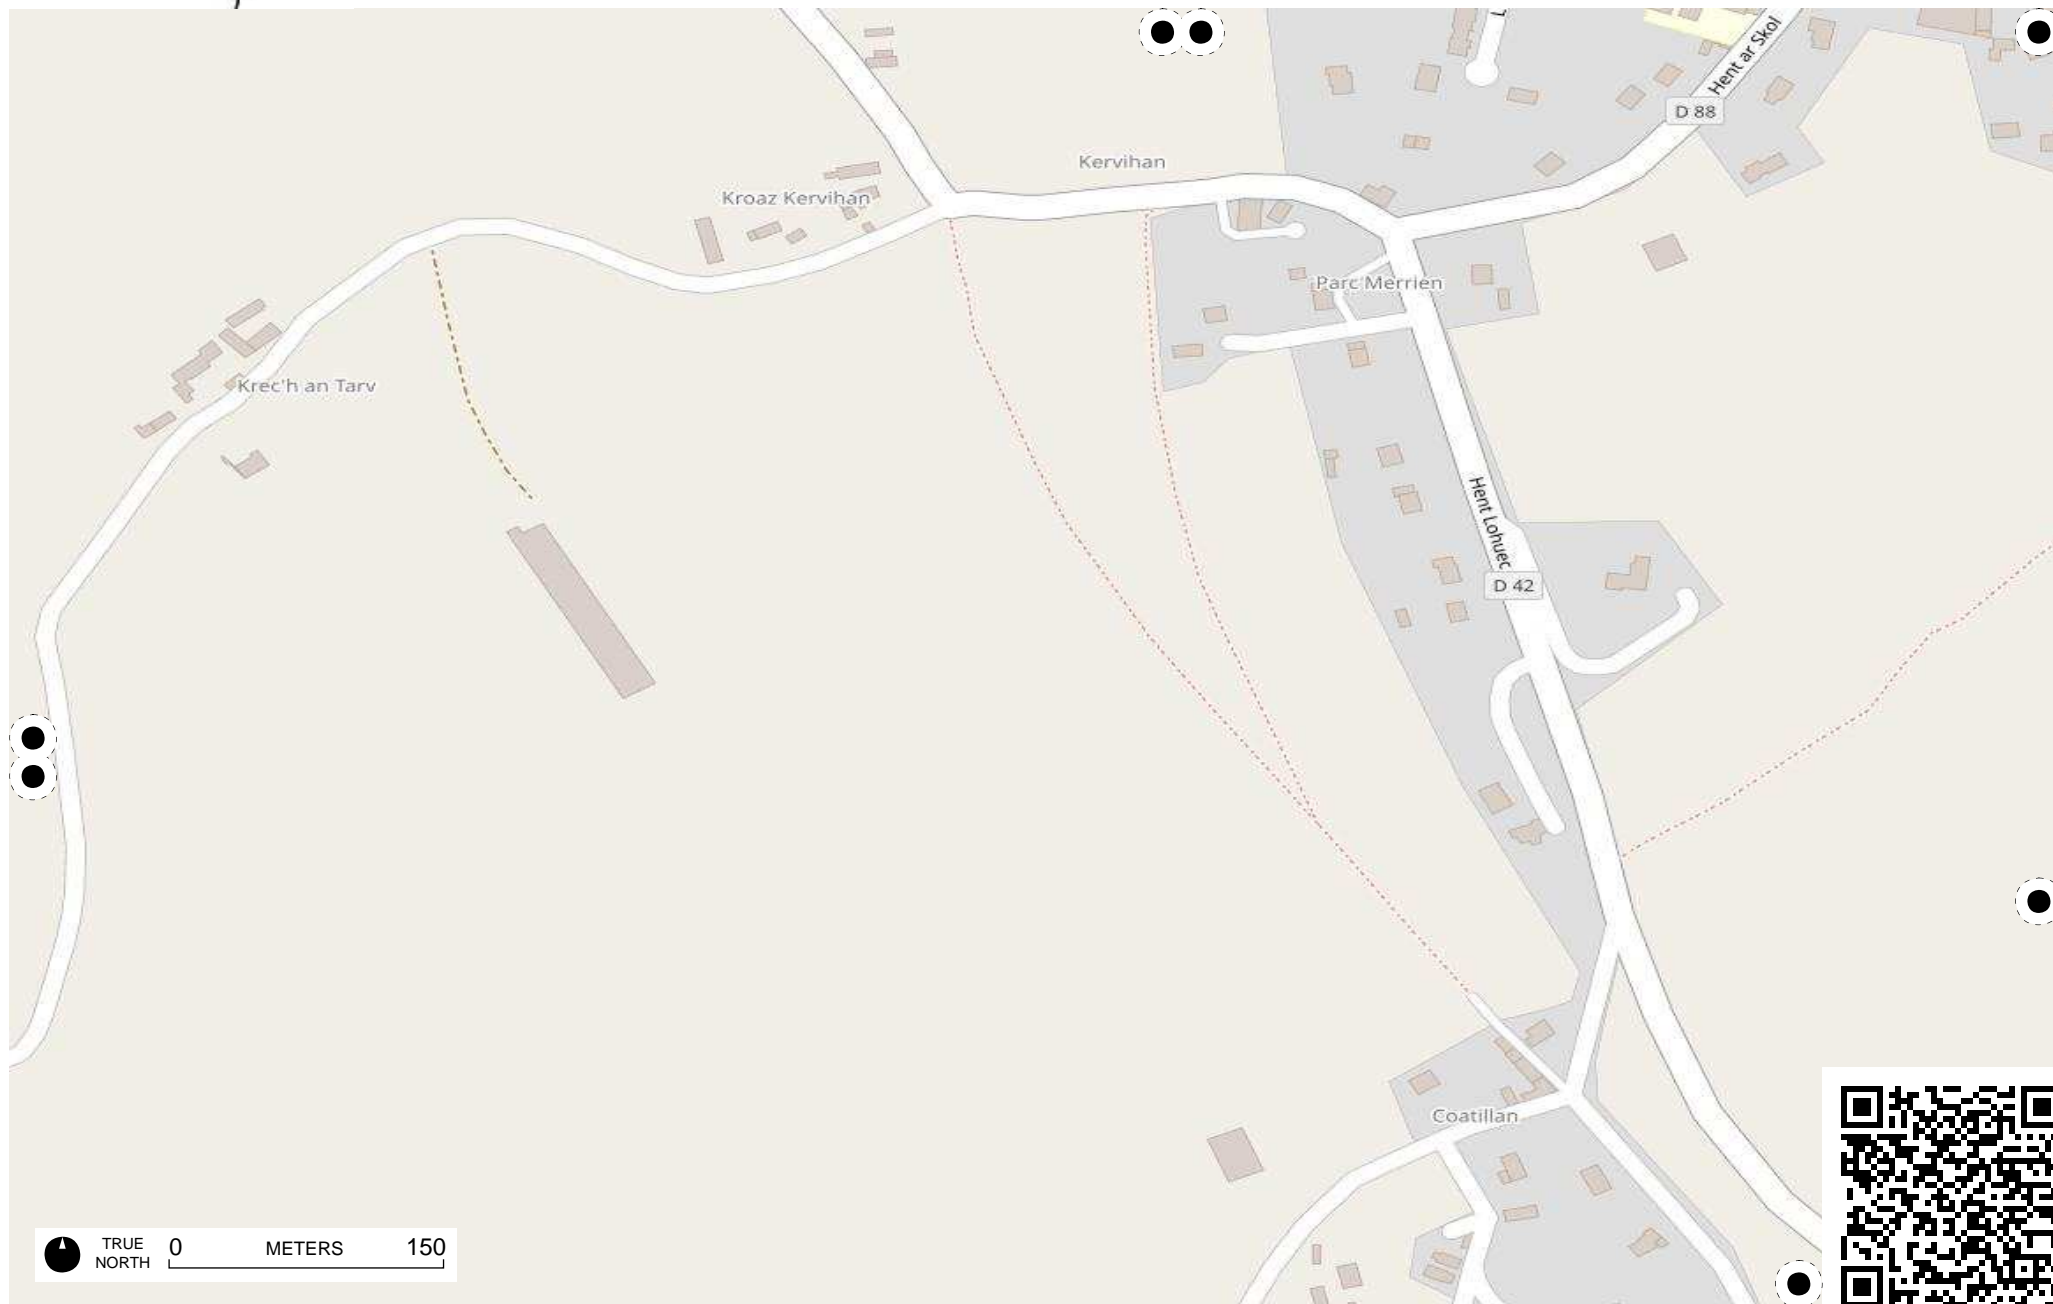 Hent ar Skol
D 88
Kervihan
Kroaz Kervihan
Parc Merrien
Krec'h an Tarv
Hent Lohuec
D 42
Coatillan
TRUE
NORTH
0 METERS 150